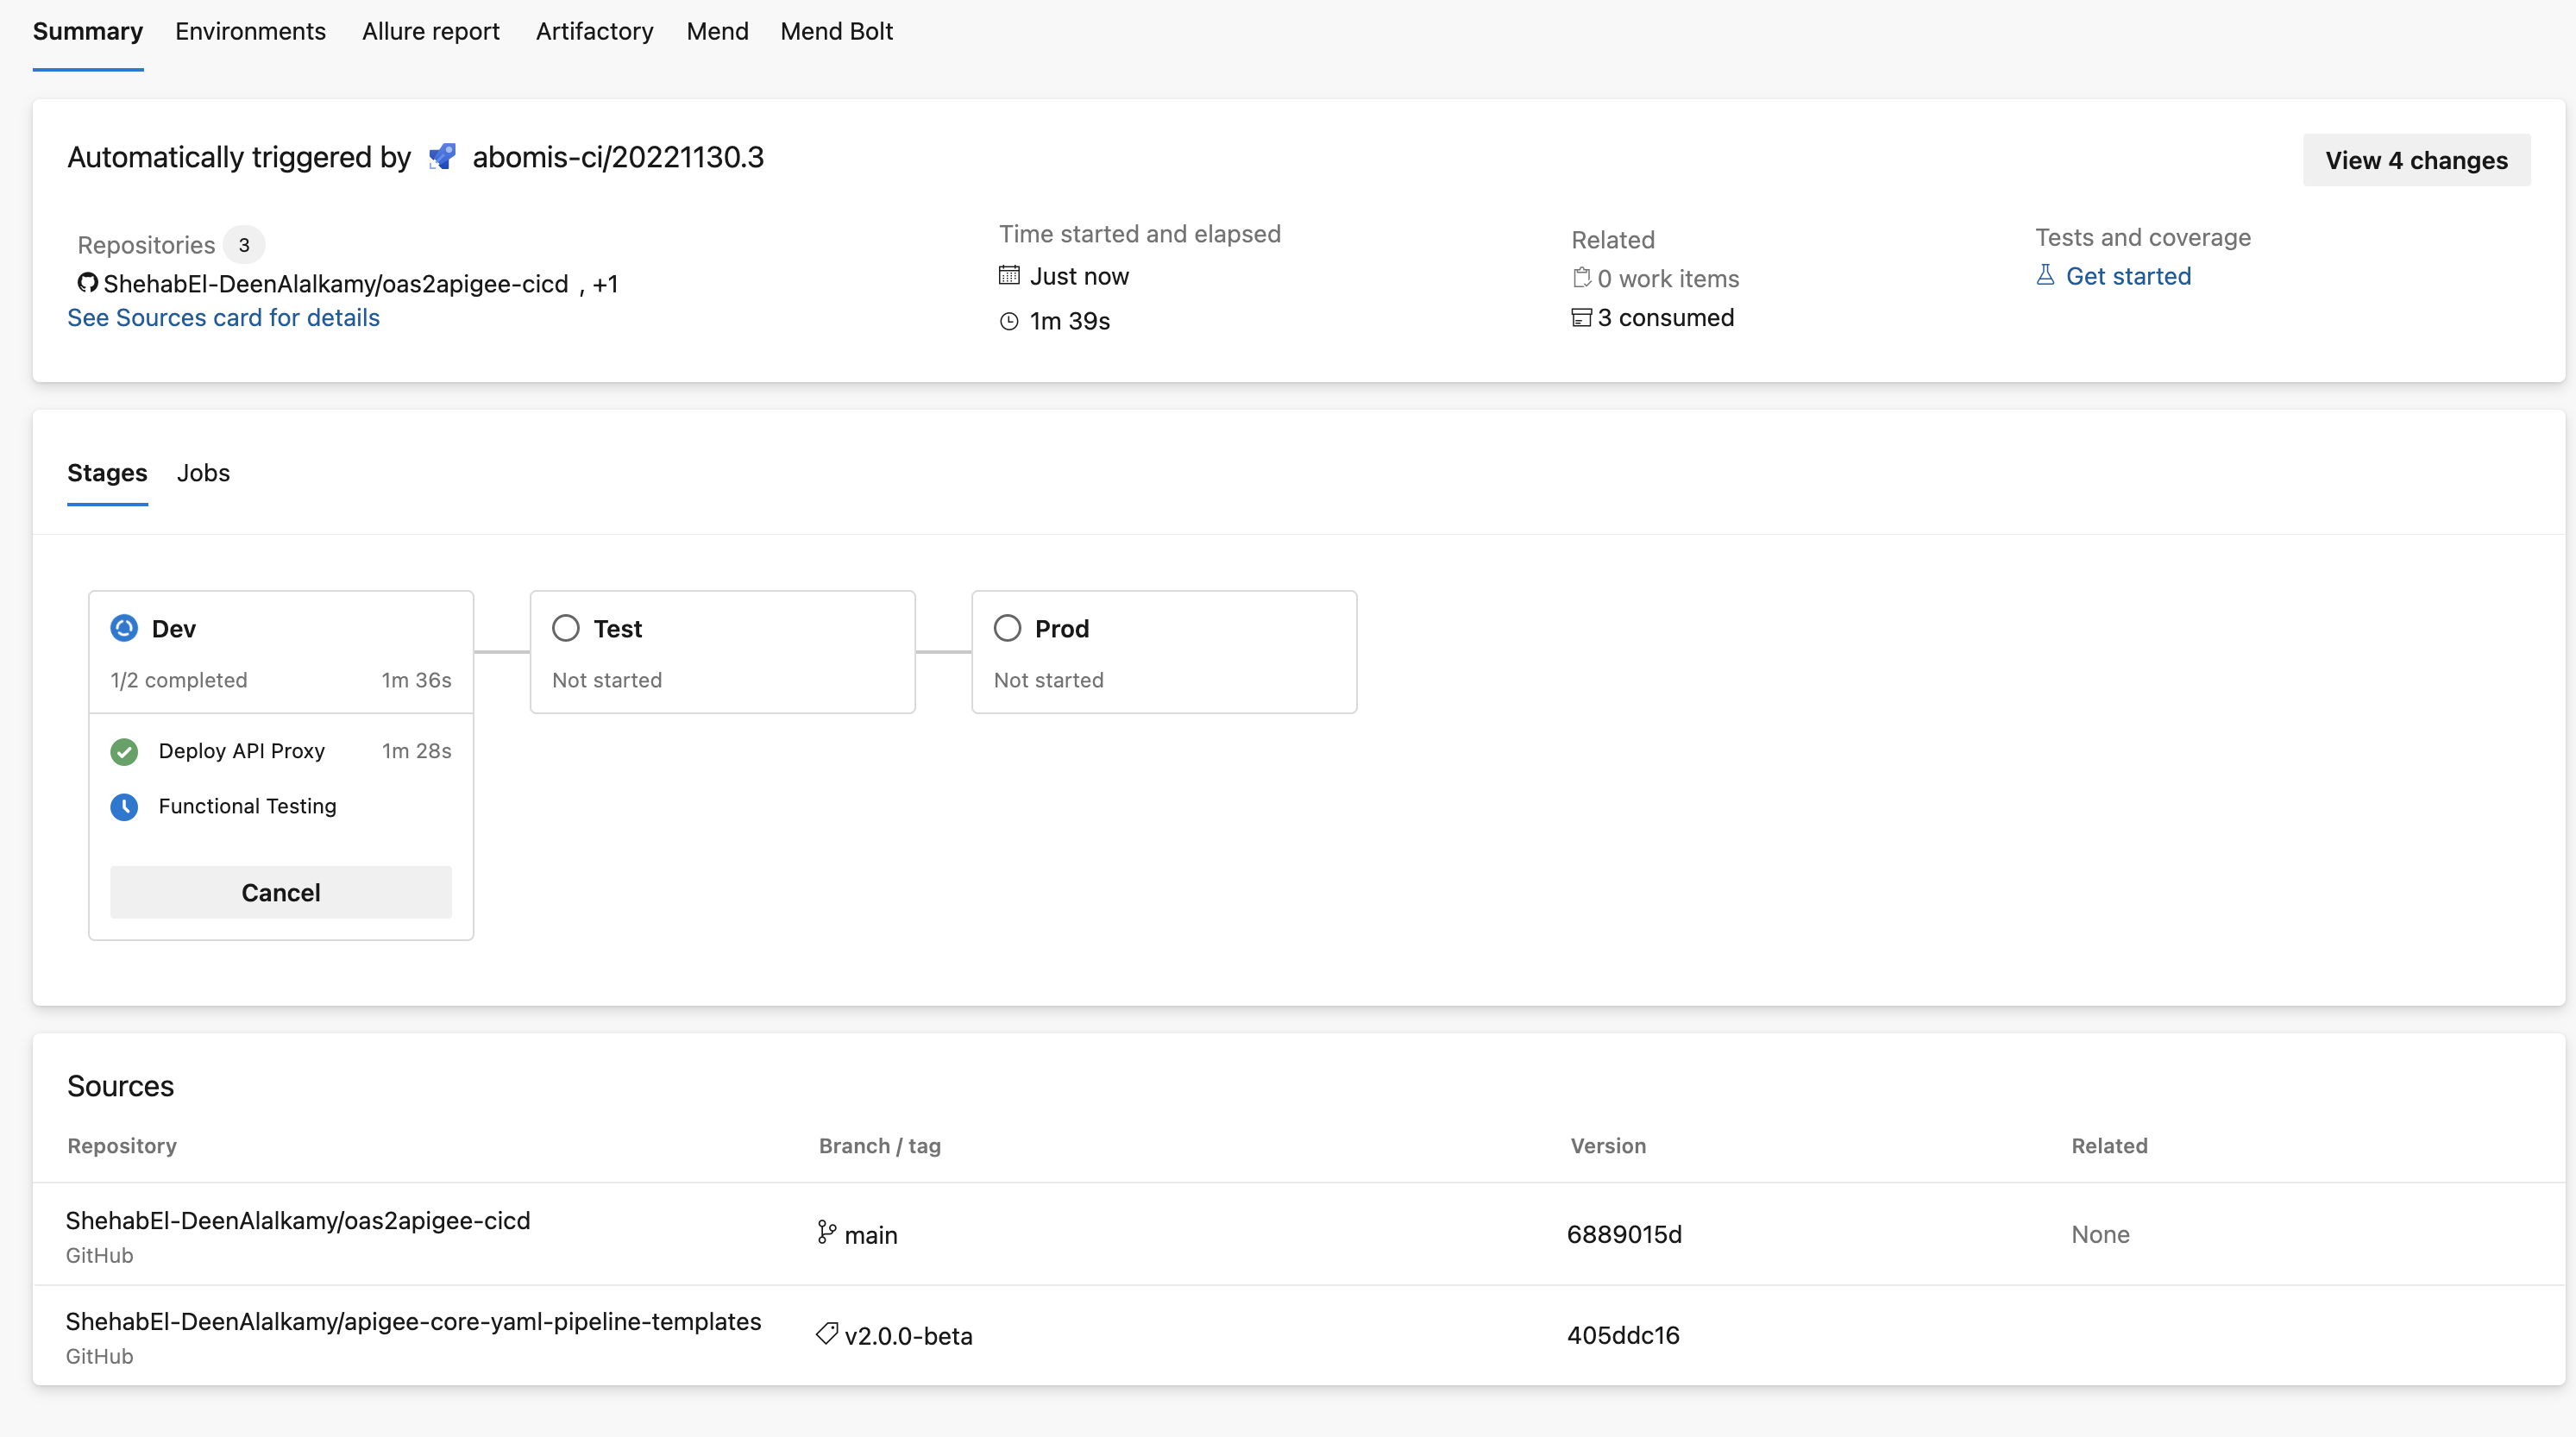 Summary Environments Allure report Artifactory Mend Mend Bolt
Automatically triggered by abomis-ci/20221130.3
View 4 changes
Repositories 3
ShehabEl-DeenAlalkamy/oas2apigee-cicd , +1
See Sources card for details
Time started and elapsed
Just now
1m 39s
Related
0 work items
3 consumed
Tests and coverage
Get started
Stages Jobs
Dev
1/2 completed 1m 36s
Deploy API Proxy 1m 28s
Functional Testing
Cancel
Test
Not started
Prod
Not started
Sources
Repository Branch / tag Version Related
ShehabEl-DeenAlalkamy/oas2apigee-cicd
GitHub
main
6889015d
None
ShehabEl-DeenAlalkamy/apigee-core-yaml-pipeline-templates
GitHub
v2.0.0-beta
405ddc16